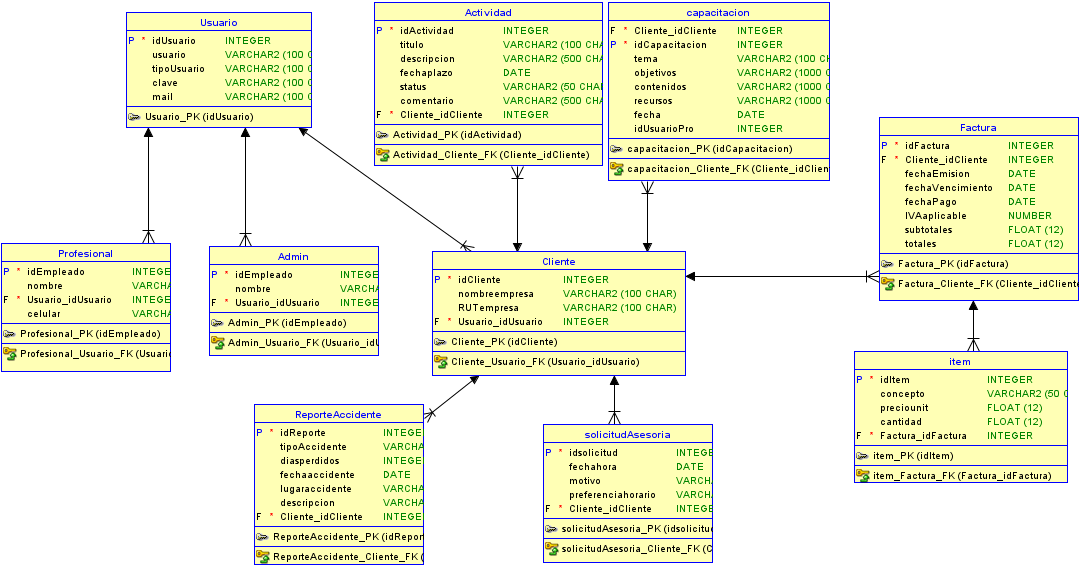 Usuario
P * idUsuario INTEGER
usuario VARCHAR2 (100 C
tipoUsuario VARCHAR2 (100 C
clave VARCHAR2 (100 C
mail VARCHAR2 (100 C
Usuario_PK (idUsuario)
Actividad
P * idActividad INTEGER
titulo VARCHAR2 (100 CHA
descripcion VARCHAR2 (500 CHA
fechaplazo DATE
status VARCHAR2 (50 CHA
comentario VARCHAR2 (500 CHA
F * Cliente_idCliente INTEGER
Actividad_PK (idActividad)
Actividad_Cliente_FK (Cliente_idCliente)
capacitacion
F * Cliente_idCliente INTEGER
P * idCapacitacion INTEGER
tema VARCHAR2 (100 CH
objetivos VARCHAR2 (1000 C
contenidos VARCHAR2 (1000 C
recursos VARCHAR2 (1000 C
fecha DATE
idUsuarioPro INTEGER
capacitacion_PK (idCapacitacion)
capacitacion_Cliente_FK (Cliente_idClien
Factura
P * idFactura INTEGER
F * Cliente_idCliente INTEGER
fechaEmision DATE
fechaVencimiento DATE
fechaPago DATE
IVAaplicable NUMBER
subtotales FLOAT (12)
totales FLOAT (12)
Factura_PK (idFactura)
Factura_Cliente_FK (Cliente_idCliente
Profesional
P * idEmpleado INTEGE
nombre VARCHA
F * Usuario_idUsuario INTEGE
celular VARCHA
Profesional_PK (idEmpleado)
Profesional_Usuario_FK (Usuari
Admin
P * idEmpleado INTEGE
nombre VARCHA
F * Usuario_idUsuario INTEGE
Admin_PK (idEmpleado)
Admin_Usuario_FK (Usuario_idU
Cliente
P * idCliente INTEGER
nombreempresa VARCHAR2 (100 CHAR)
RUTempresa VARCHAR2 (100 CHAR)
F * Usuario_idUsuario INTEGER
Cliente_PK (idCliente)
Cliente_Usuario_FK (Usuario_idUsuario)
item
P * idItem INTEGER
concepto VARCHAR2 (50 C
preciounit FLOAT (12)
cantidad FLOAT (12)
F * Factura_idFactura INTEGER
item_PK (idItem)
item_Factura_FK (Factura_idFactura)
ReporteAccidente
P * idReporte INTEGE
tipoAccidente VARCHA
diasperdidos INTEGE
fechaaccidente DATE
lugaraccidente VARCHA
descripcion VARCHA
F * Cliente_idCliente INTEGE
ReporteAccidente_PK (idRepor
ReporteAccidente_Cliente_FK (
solicitudAsesoria
P * idsolicitud INTEGE
fechahora DATE
motivo VARCH
preferenciahorario VARCH
F * Cliente_idCliente INTEGE
solicitudAsesoria_PK (idsolicitud
solicitudAsesoria_Cliente_FK (C